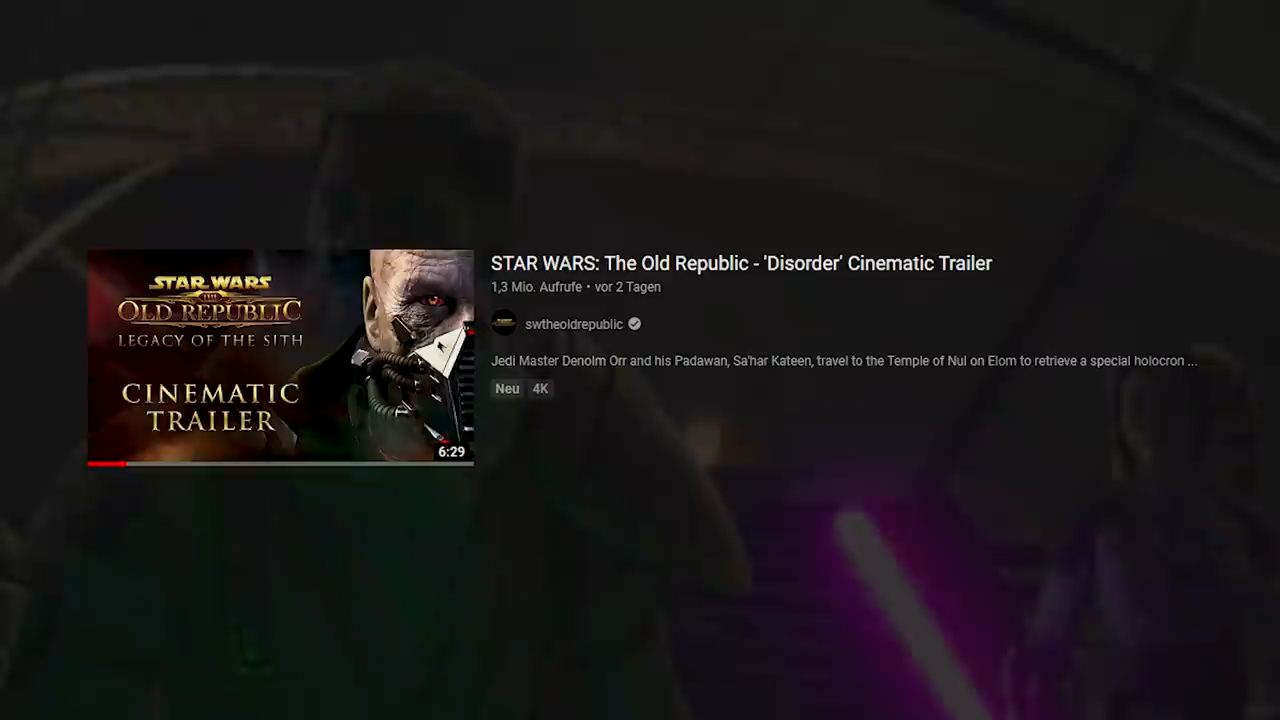 STAR WARS
THE
OLD REPUBLIC
LEGACY OF THE SITH
CINEMATIC
TRAILER
6:29
STAR WARS: The Old Republic - 'Disorder' Cinematic Trailer
1,3 Mio. Aufrufe • vor 2 Tagen
swtheoldrepublic
Jedi Master Denolm Orr and his Padawan, Sa'har Kateen, travel to the Temple of Nul on Elom to retrieve a special holocron ...
Neu 4K